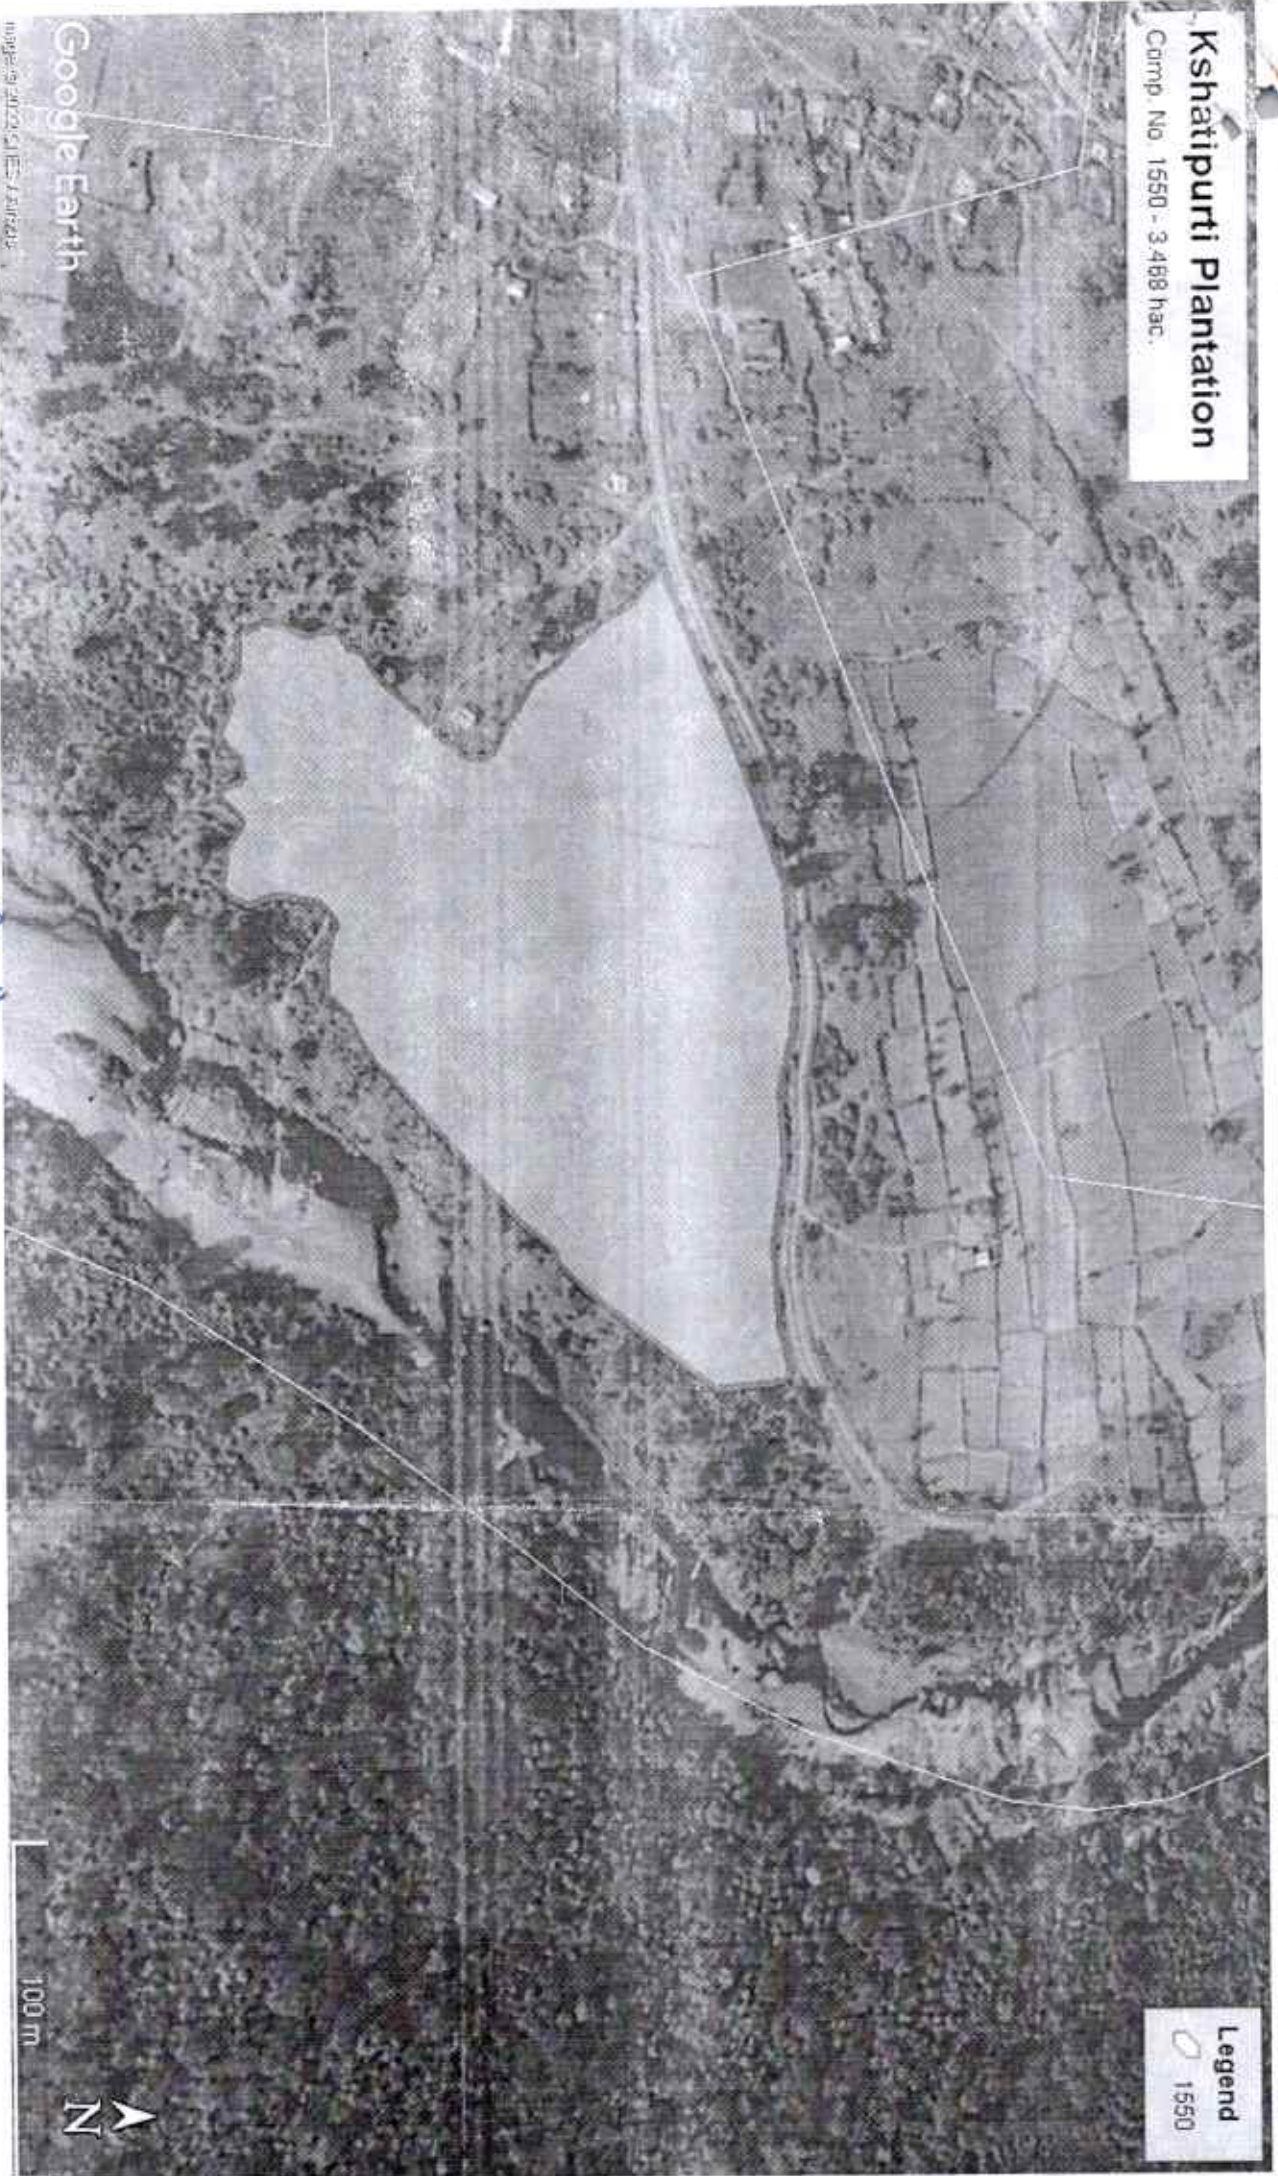 Kshatipurti Plantation
Comp. No. 1550 - 3.468 hac.
Legend
1550
Google Earth
100 m
N